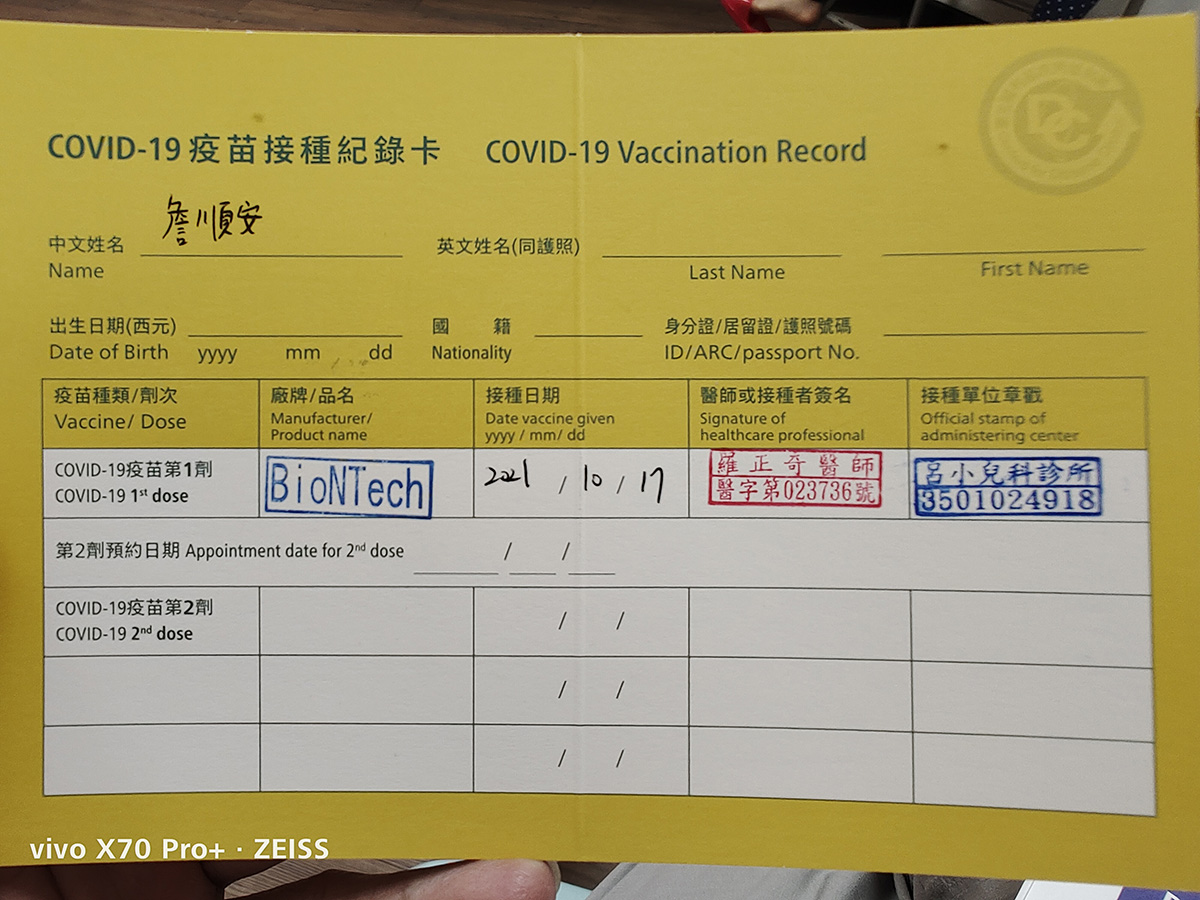 COVID-19 疫苗接種紀錄卡 COVID-19 Vaccination Record
詹順安
中文姓名 英文姓名(同護照)
Name Last Name First Name
出生日期(西元) 國 籍 身分證/居留證/護照號碼
Date of Birth yyyy mm dd Nationality ID/ARC/passport No.
疫苗種類/劑次 廠牌/品名 接種日期 醫師或接種者簽名 接種單位章戳
Vaccine/ Dose Manufacturer/ Date vaccine given Signature of Official stamp of
Product name yyyy / mm/ dd healthcare professional administering center
COVID-19疫苗第1劑 BioNTech 2021 / 10 / 17 羅正奇醫師 呂小兒科診所
COVID-19 1st dose 醫字第023736號 3501024918
第2劑預約日期 Appointment date for 2nd dose / /
COVID-19疫苗第2劑 / /
COVID-19 2nd dose
/ /
/ /
vivo X70 Pro+ · ZEISS